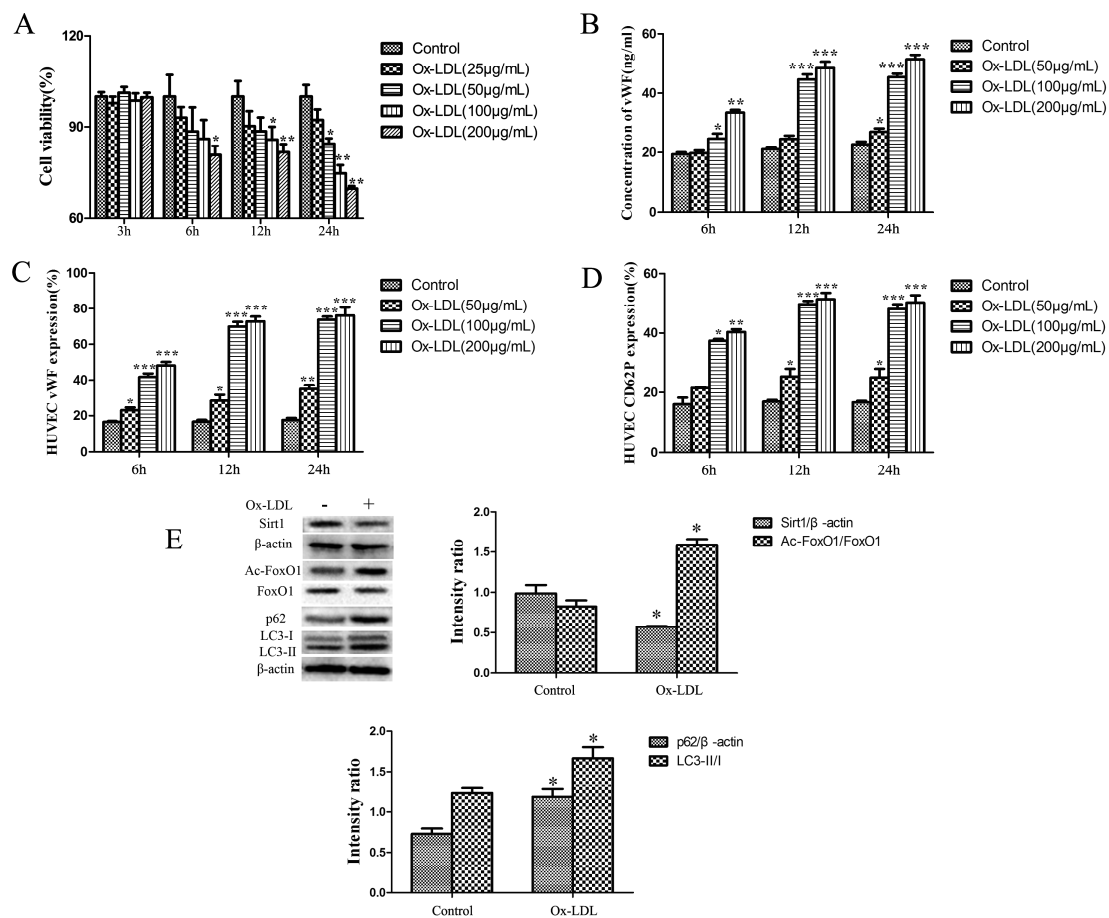 A
120
90
60
Cell viability(%)
* ** * ** * ** **
3h 6h 12h 24h
Control
Ox-LDL(25μg/mL)
Ox-LDL(50μg/mL)
Ox-LDL(100μg/mL)
Ox-LDL(200μg/mL)
B
60
40
20
0
Concentration of vWF(ng/ml)
* ** *** *** * *** ***
6h 12h 24h
Control
Ox-LDL(50μg/mL)
Ox-LDL(100μg/mL)
Ox-LDL(200μg/mL)
C
100
80
60
40
20
0
HUVEC vWF expression(%)
* *** *** * *** *** ** *** ***
6h 12h 24h
Control
Ox-LDL(50μg/mL)
Ox-LDL(100μg/mL)
Ox-LDL(200μg/mL)
D
60
40
20
0
HUVEC CD62P expression(%)
* ** * *** *** * *** ***
6h 12h 24h
Control
Ox-LDL(50μg/mL)
Ox-LDL(100μg/mL)
Ox-LDL(200μg/mL)
E
Ox-LDL - +
Sirt1
β-actin
Ac-FoxO1
FoxO1
p62
LC3-I
LC3-II
β-actin
2.0
1.5
1.0
0.5
0.0
Intensity ratio
* *
Control Ox-LDL
Sirt1/β -actin
Ac-FoxO1/FoxO1
2.0
1.5
1.0
0.5
0.0
Intensity ratio
* *
Control Ox-LDL
p62/β -actin
LC3-II/I